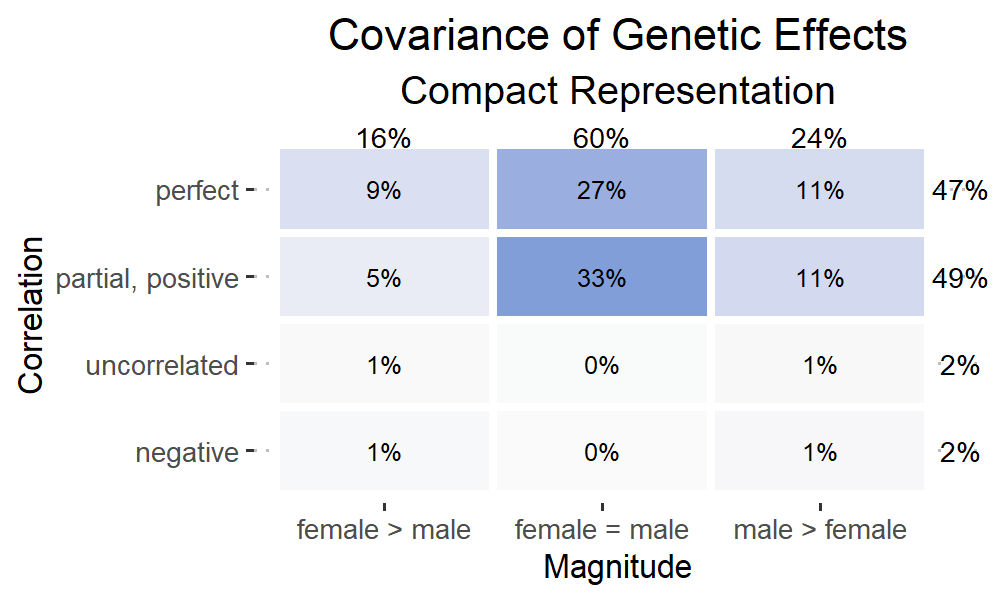 Covariance of Genetic Effects
Compact Representation
16% 60% 24%
perfect 9% 27% 11% 47%
partial, positive 5% 33% 11% 49%
uncorrelated 1% 0% 1% 2%
negative 1% 0% 1% 2%
female > male female = male male > female
Magnitude
Correlation